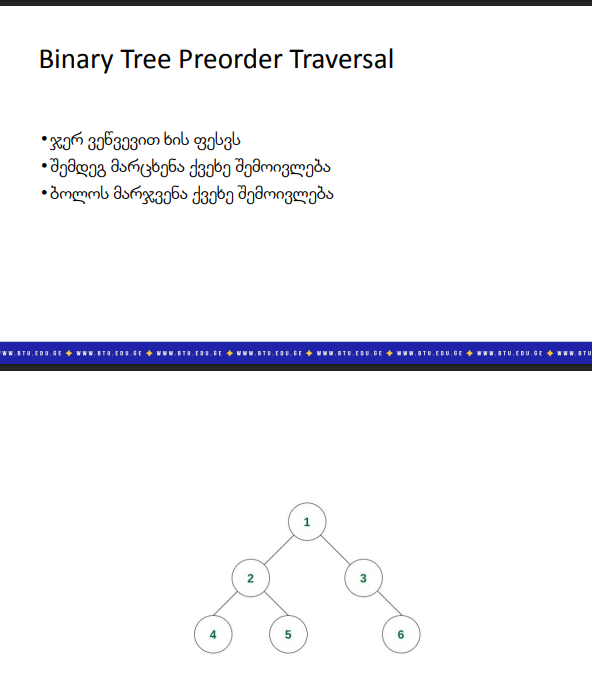 Binary Tree Preorder Traversal
• ჯერ ვეწვევით ხის ფესვს
• შემდეგ მარცხენა ქვეხე შემოივლება
• ბოლოს მარჯვენა ქვეხე შემოივლება
WWW.BTU.EDU.GE ✦ WWW.BTU.EDU.GE ✦ WWW.BTU.EDU.GE ✦ WWW.BTU.EDU.GE ✦ WWW.BTU.EDU.GE ✦ WWW.BTU.EDU.GE ✦ WWW.BTU.EDU.GE ✦ WWW.BTU
1
2 3
4 5 6